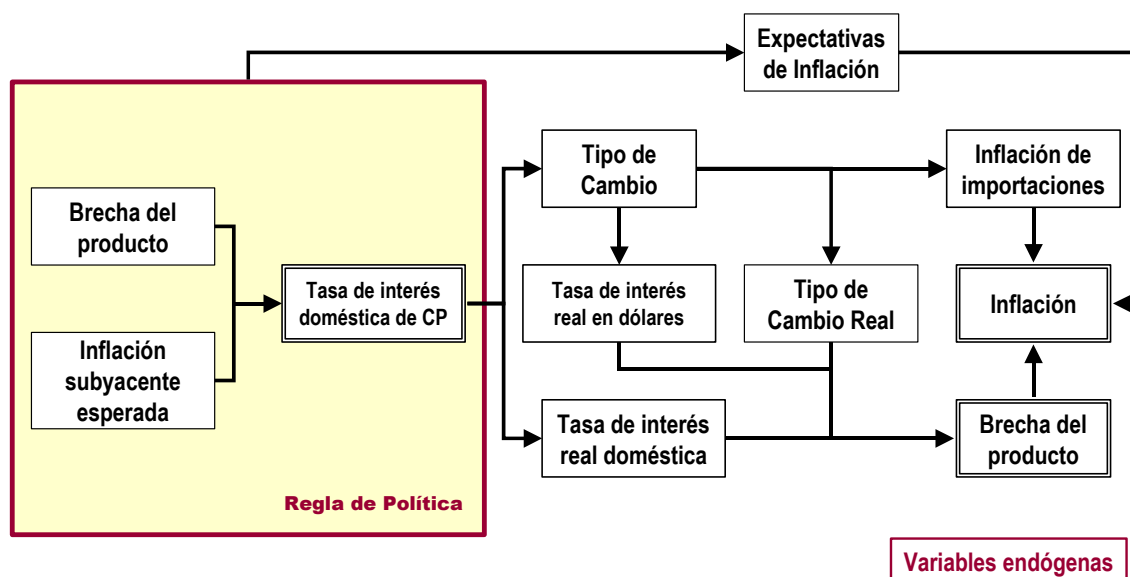 Expectativas
de Inflación
Tipo de
Cambio
Inflación de
importaciones
Brecha del
producto
Tasa de interés
doméstica de CP
Tasa de interés
real en dólares
Tipo de
Cambio Real
Inflación
Inflación
subyacente
esperada
Tasa de interés
real doméstica
Brecha del
producto
Regla de Política
Variables endógenas